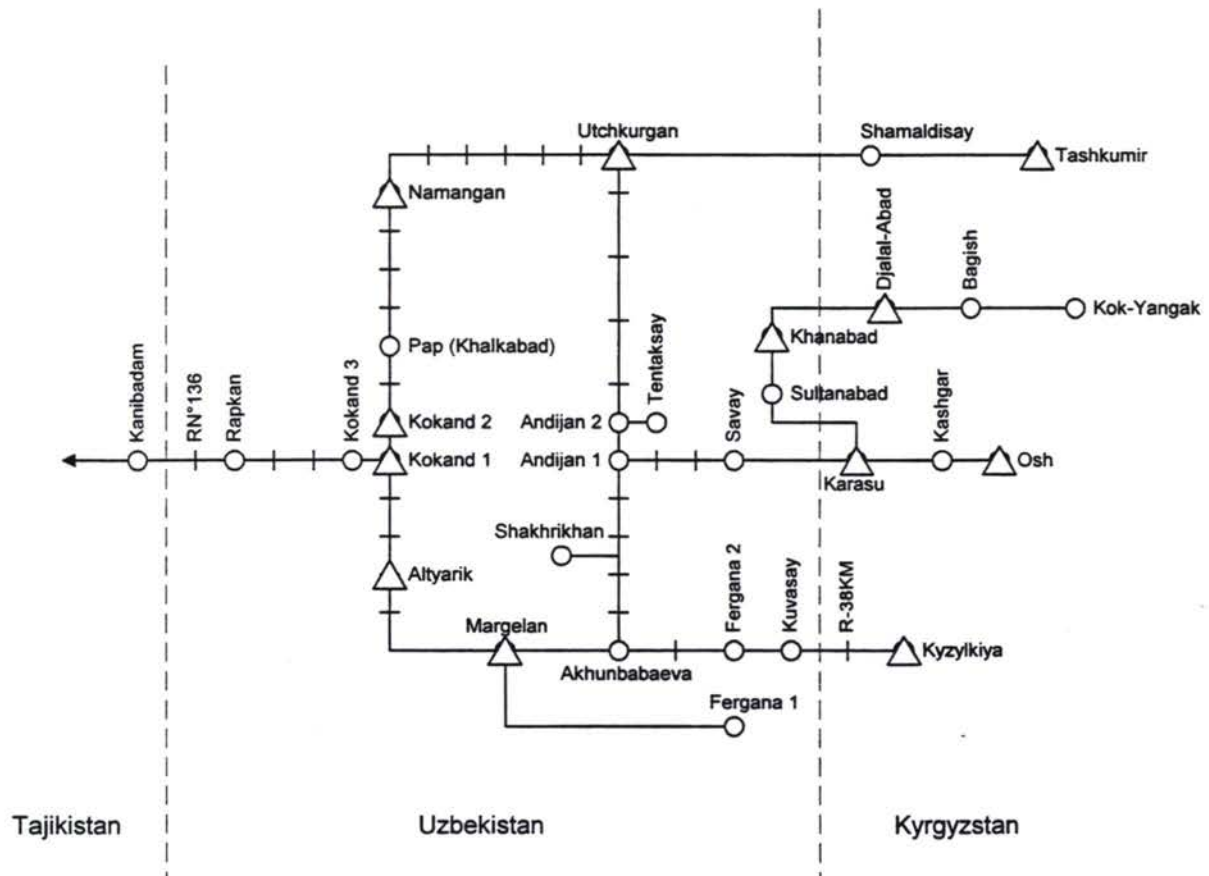 Utchkurgan
Shamaldisay
Tashkumir
Namangan
Djalal-Abad
Bagish
Kok-Yangak
Khanabad
Pap (Khalkabad)
Tentaksay
Sultanabad
Kanibadam
RN°136
Rapkan
Kokand 3
Kokand 2
Andijan 2
Savay
Kashgar
Kokand 1
Andijan 1
Osh
Karasu
Shakhrikhan
Altyarik
Fergana 2
Kuvasay
R-38KM
Margelan
Kyzylkiya
Akhunbabaeva
Fergana 1
Tajikistan
Uzbekistan
Kyrgyzstan